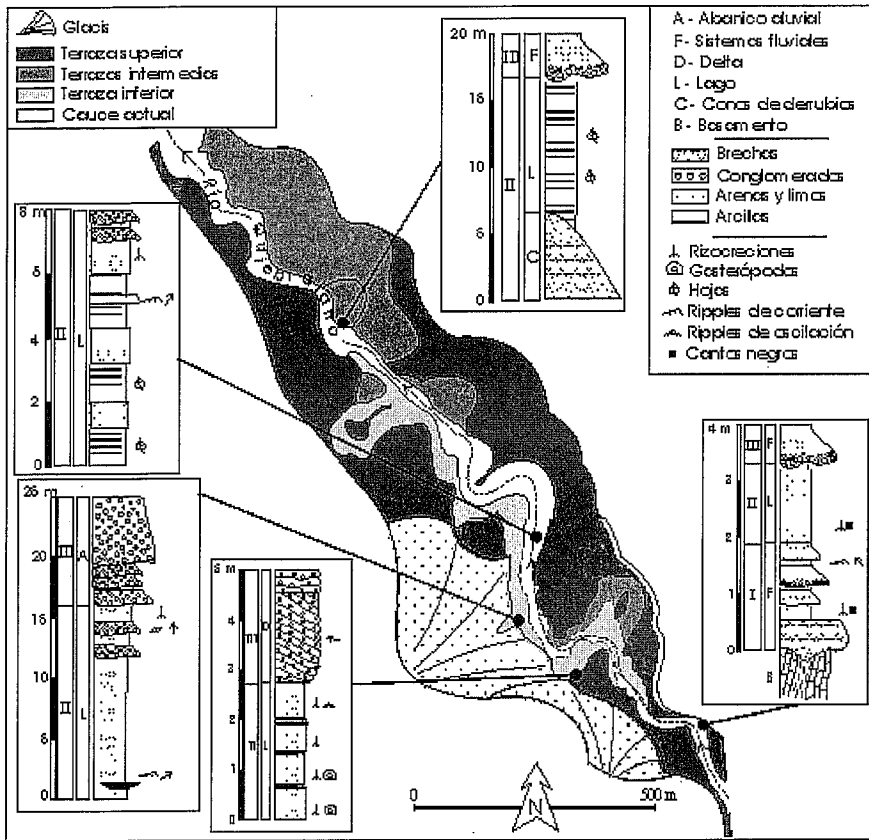 Glacis
Terraza superior
Terrazas intermedias
Terraza inferior
Cauce actual
A - Abanico aluvial
F - Sistemas fluviales
D - Delta
L - Lago
C - Conos de derrubios
B - Basamento
Brechas
Conglomerados
Arenas y limos
Arcillas
Rizocreciones
Gasterópodos
Hojas
Ripples de corriente
Ripples de oscilación
Cantos negros
20 m
16
10
5
0
III
F
II
L
C
Río
8 m
6
4
2
0
II
L
4 m
3
2
1
0
III
F
II
L
I
F
B
25 m
20
15
10
5
0
III
A
II
L
5 m
4
3
2
1
0
III
D
II
L
N
0
500 m